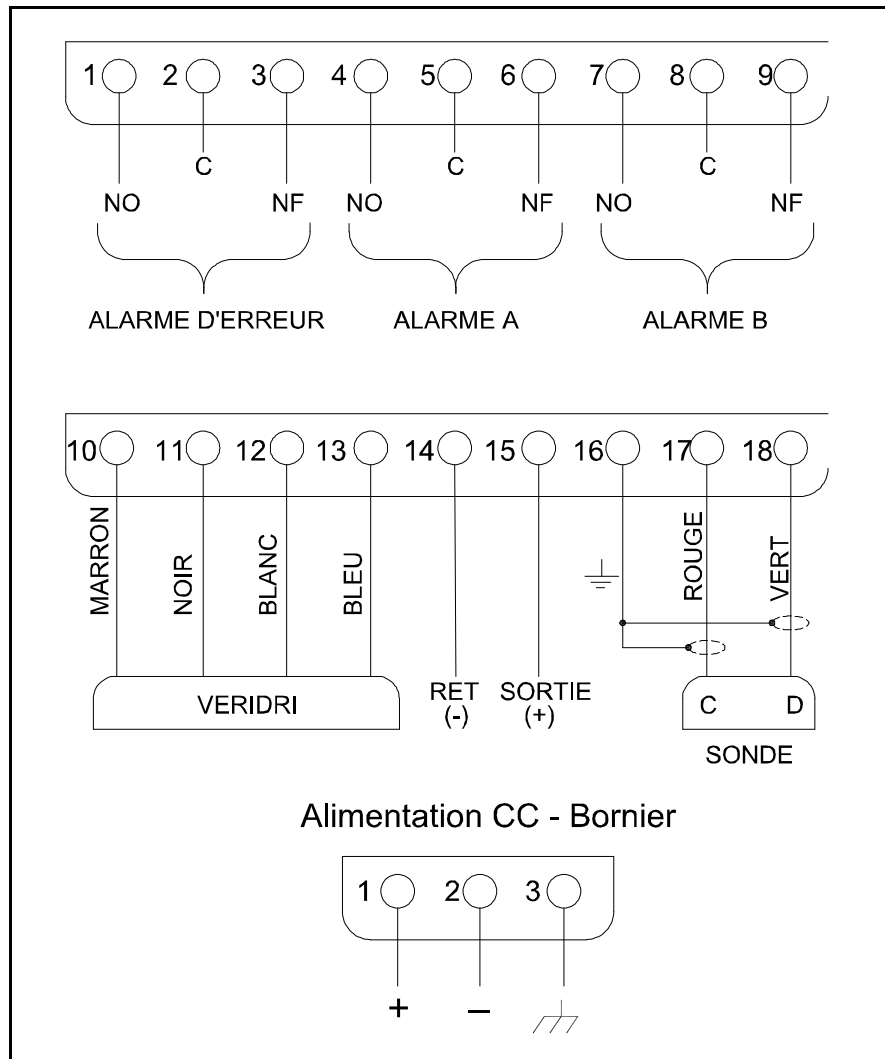 1 2 3 4 5 6 7 8 9
C C C
NO NF NO NF NO NF
ALARME D'ERREUR ALARME A ALARME B
10 11 12 13 14 15 16 17 18
MARRON NOIR BLANC BLEU ROUGE VERT
VERIDRI RET SORTIE C D
(-) (+)
SONDE
Alimentation CC - Bornier
1 2 3
+ –